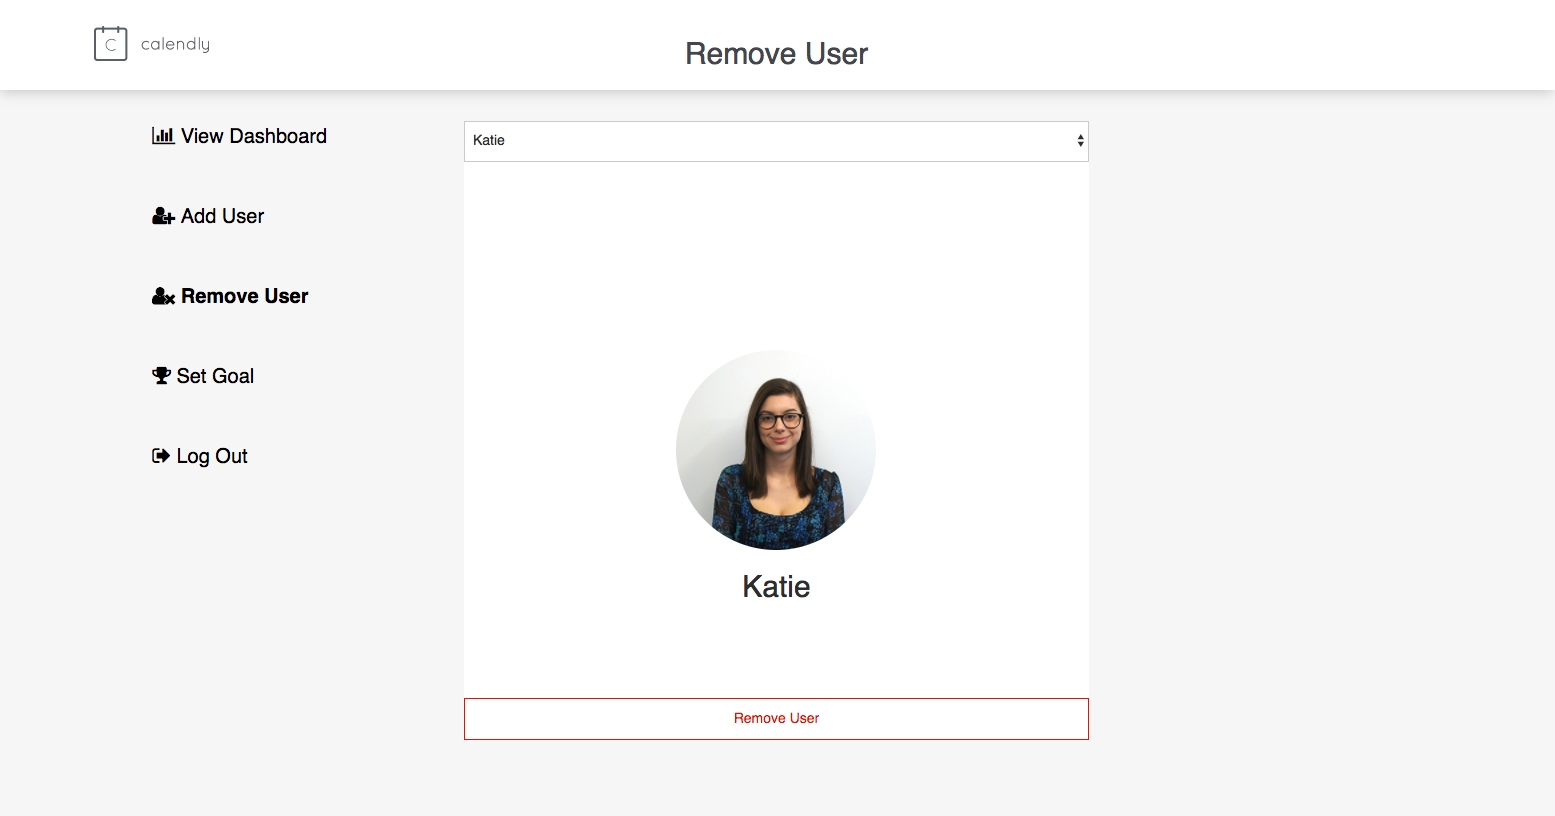 C calendly
Remove User
View Dashboard
Add User
Remove User
Set Goal
Log Out
Katie
Katie
Remove User